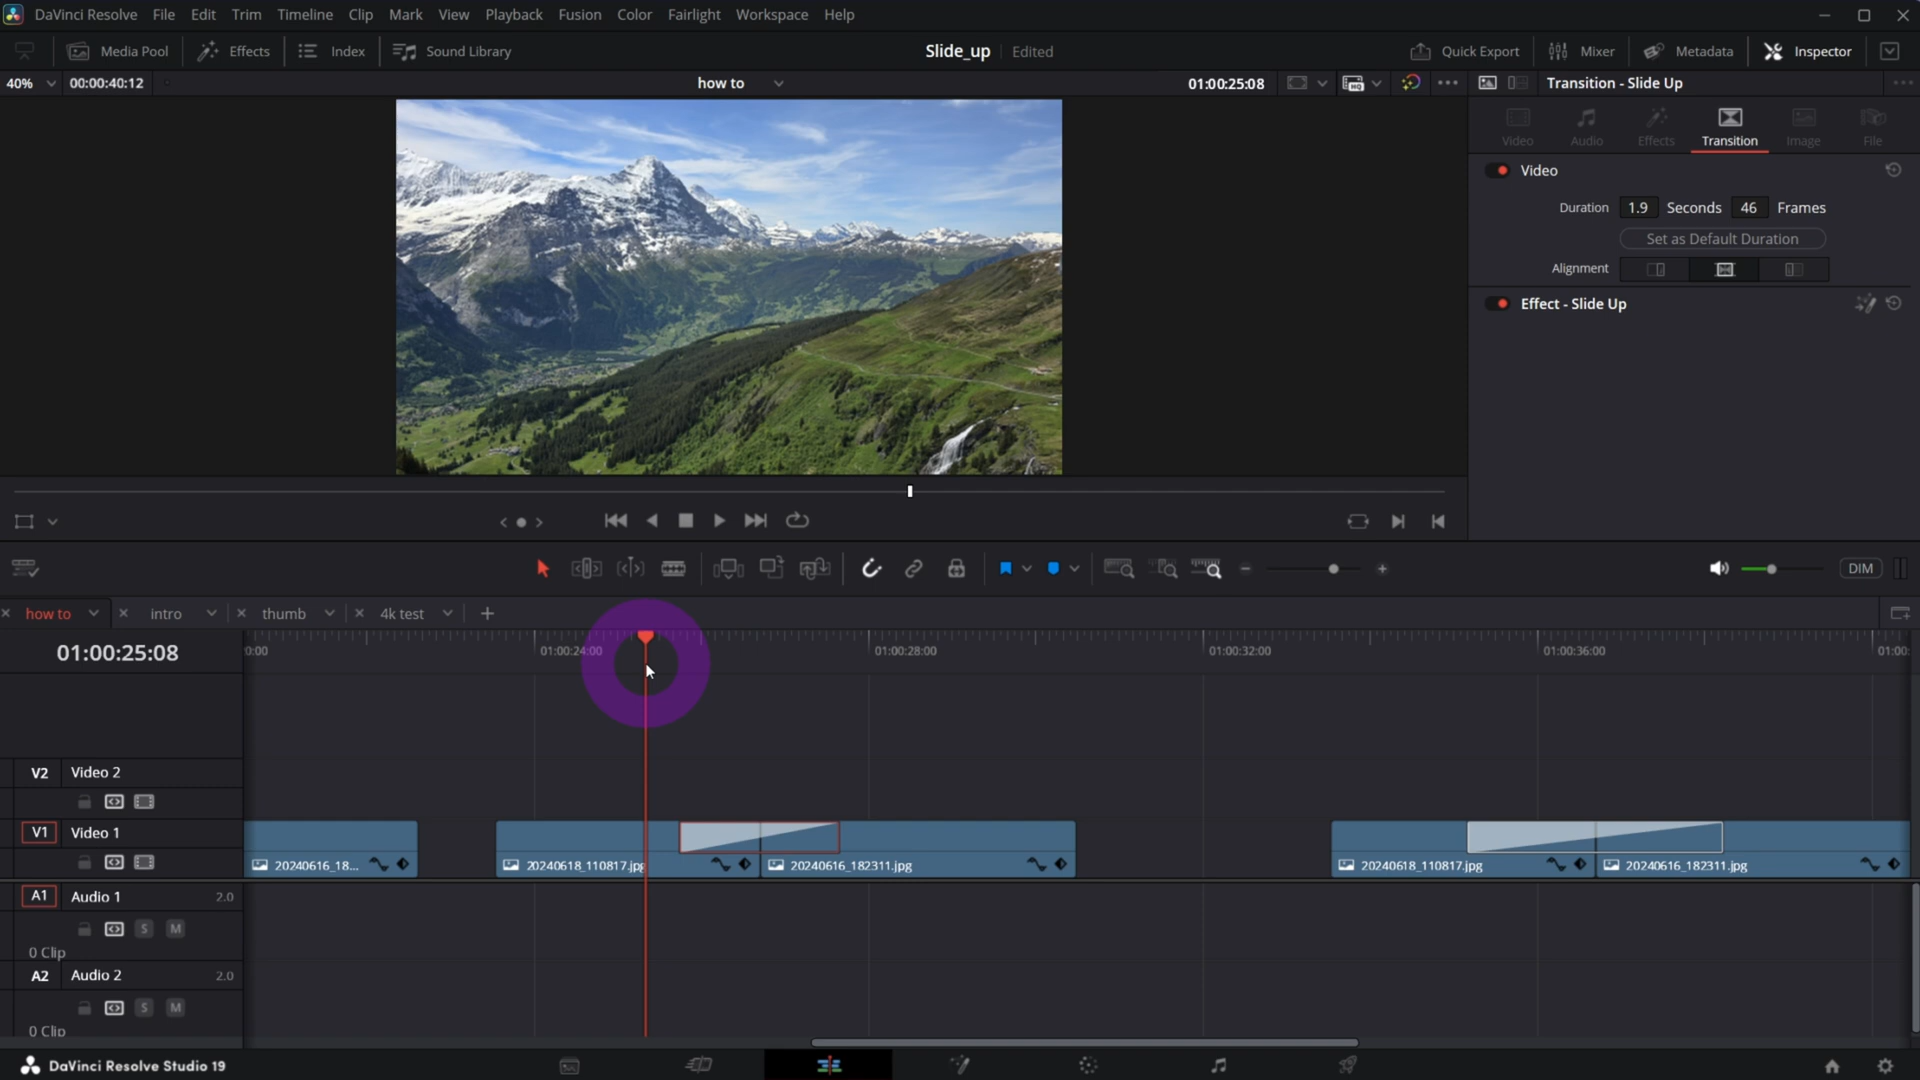 DaVinci Resolve File Edit Trim Timeline Clip Mark View Playback Fusion Color Fairlight Workspace Help
Media Pool Effects Index Sound Library Slide_up Edited Quick Export Mixer Metadata Inspector
40% 00:00:40:12 how to 01:00:25:08 Transition - Slide Up
Video Audio Effects Transition Image File
Video
Duration 1.9 Seconds 46 Frames
Set as Default Duration
Alignment
Effect - Slide Up
DIM
how to intro thumb 4k test
01:00:25:08 0:00 01:00:24:00 01:00:28:00 01:00:32:00 01:00:36:00 01:00:
V2 Video 2
V1 Video 1
20240616_18... 20240618_110817.jpg 20240616_182311.jpg 20240618_110817.jpg 20240616_182311.jpg
A1 Audio 1 2.0
S M
0 Clip
A2 Audio 2 2.0
S M
0 Clip
DaVinci Resolve Studio 19